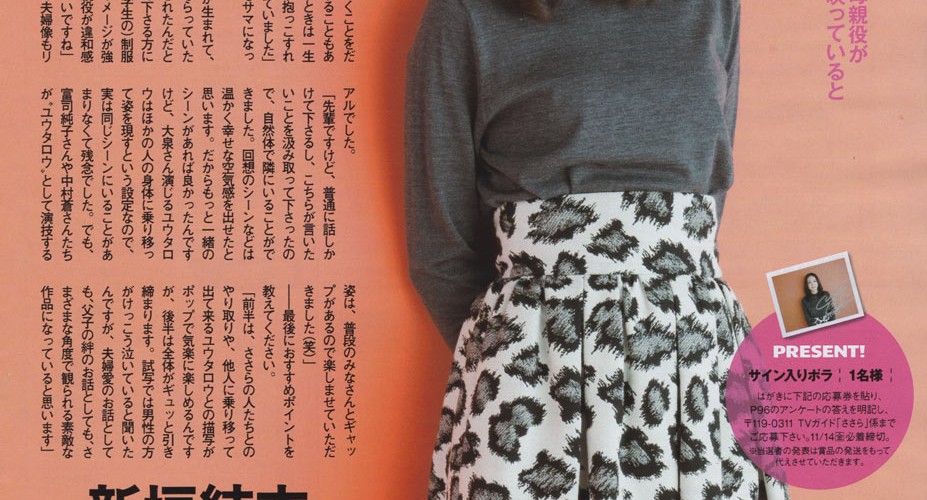 母親役が
映っていると
くことをだ
ることもあ
ときは一生
抱っこすれ
ていました」
サマになっ
が生まれて、
らっていた
れたんだと
下さる方に
子生の）制服
メージが強
役が違和感
いですね」
夫婦像もリ
アルでした。
「先輩ですけど、普通に話しか
けて下さるし、こちらが言いた
いことを汲み取って下さったの
で、自然体で隣にいることがで
きました。回想のシーンなどは
温かく幸せな空気感を出せたと
思います。だからもっと一緒の
シーンがあれば良かったんです
けど、大泉さん演じるユウタロ
ウはほかの人の身体に乗り移っ
て姿を現すという設定なので、
実は同じシーンにいることがあ
まりなくて残念でした。でも、
富司純子さんや中村蒼さんたち
が〝ユウタロウ〟として演技する
姿は、普段のみなさんとギャッ
プがあるので楽しませていただ
きました（笑）」
――最後におすすめポイントを
教えてください。
「前半は、ささらの人たちとの
やり取りや、他人に乗り移って
出て来るユウタロウとの描写が
ポップで気楽に楽しめるんです
が、後半は全体がギュッと引き
締まります。試写では男性の方
がけっこう泣いていると聞いた
んですが、夫婦愛のお話として
も、父子の絆のお話としても、さ
まざまな角度で観られる素敵な
作品になっていると思います」
新垣結衣
PRESENT!
サイン入りポラ 1名様
はがきに下記の応募券を貼り、
P96のアンケートの答えを明記し、
〒119-0311 TVガイド「ささら」係まで
ご応募下さい。11/14㊎必着締切。
※当選者の発表は賞品の発送をもって
代えさせていただきます。